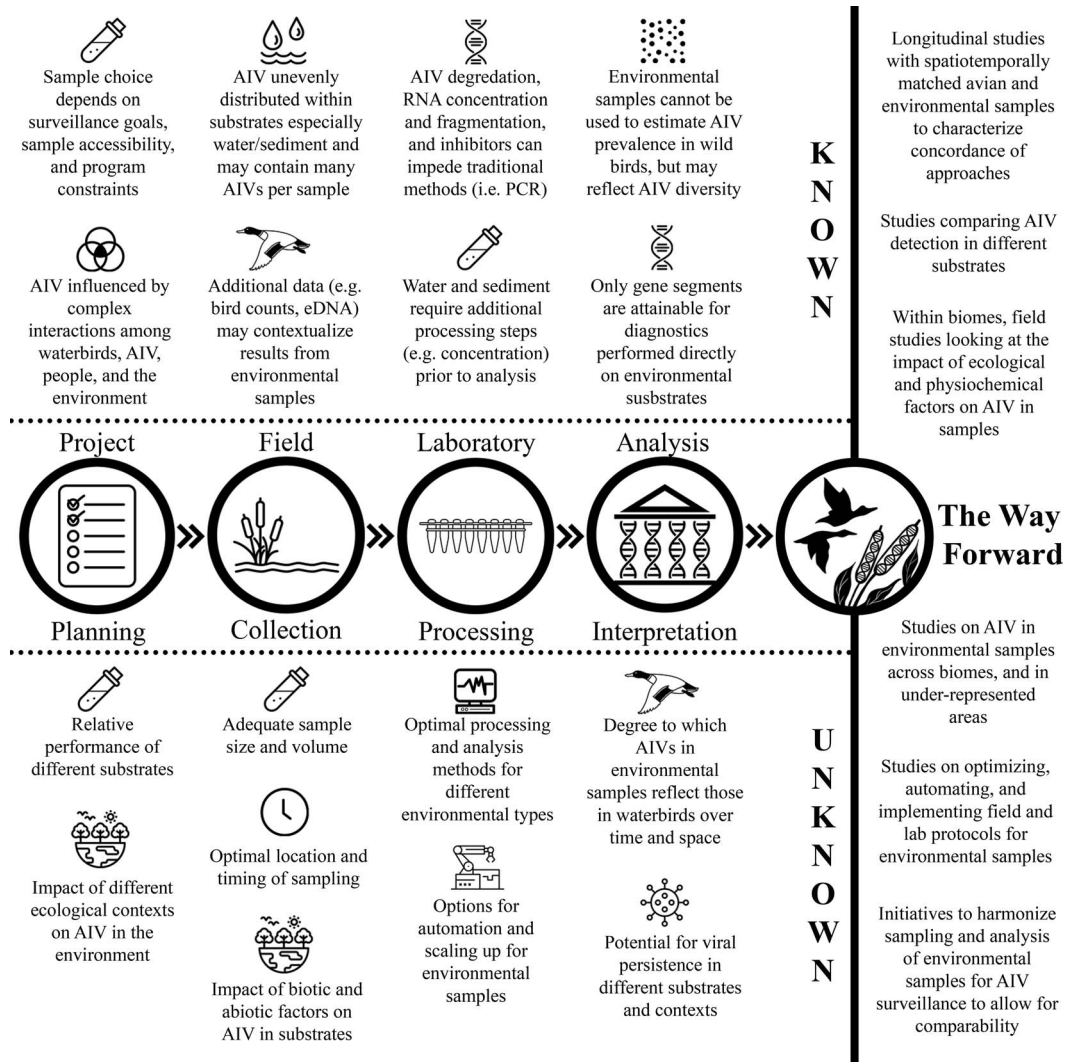 Sample choice
depends on
surveillance goals,
sample accessibility,
and program
constraints
AIV unevenly
distributed within
substrates especially
water/sediment and
may contain many
AIVs per sample
AIV degredation,
RNA concentration
and fragmentation,
and inhibitors can
impede traditional
methods (i.e. PCR)
Environmental
samples cannot be
used to estimate AIV
prevalence in wild
birds, but may
reflect AIV diversity
AIV influenced by
complex
interactions among
waterbirds, AIV,
people, and the
environment
Additional data (e.g.
bird counts, eDNA)
may contextualize
results from
environmental
samples
Water and sediment
require additional
processing steps
(e.g. concentration)
prior to analysis
Only gene segments
are attainable for
diagnostics
performed directly
on environmental
susbstrates
K
N
O
W
N
Project
Planning
Field
Collection
Laboratory
Processing
Analysis
Interpretation
Relative
performance of
different substrates
Impact of different
ecological contexts
on AIV in the
environment
Adequate sample
size and volume
Optimal location and
timing of sampling
Impact of biotic and
abiotic factors on
AIV in substrates
Optimal processing
and analysis
methods for
different
environmental types
Options for
automation and
scaling up for
environmental
samples
Degree to which
AIVs in
environmental
samples reflect those
in waterbirds over
time and space
Potential for viral
persistence in
different substrates
and contexts
U
N
K
N
O
W
N
Longitudinal studies
with spatiotemporally
matched avian and
environmental samples
to characterize
concordance of
approaches
Studies comparing AIV
detection in different
substrates
Within biomes, field
studies looking at the
impact of ecological
and physiochemical
factors on AIV in
samples
The Way
Forward
Studies on AIV in
environmental samples
across biomes, and in
under-represented
areas
Studies on optimizing,
automating, and
implementing field and
lab protocols for
environmental samples
Initiatives to harmonize
sampling and analysis
of environmental
samples for AIV
surveillance to allow for
comparability